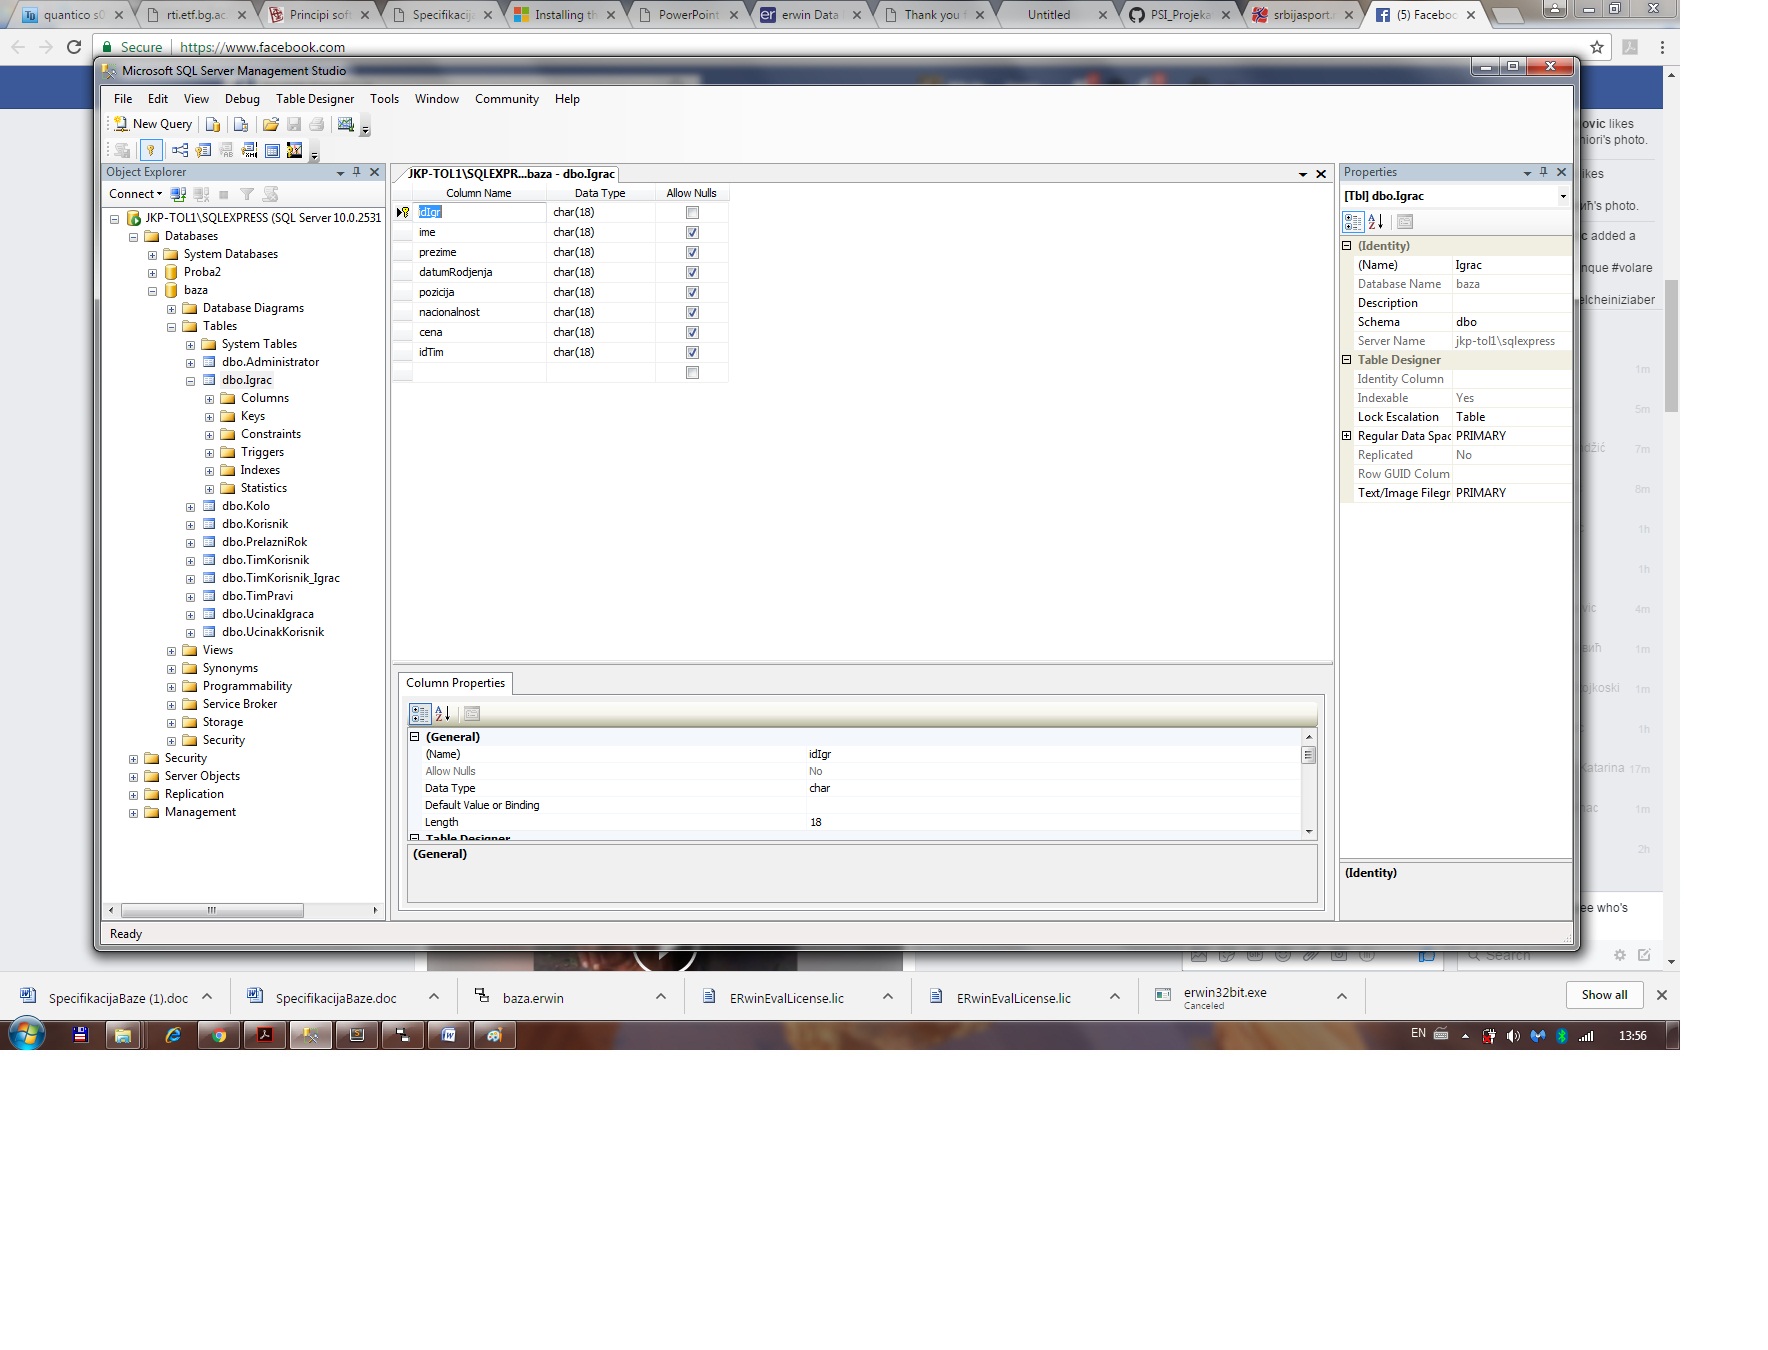 quantico s0
rti.etf.bg.ac
Principi soft
Specifikacija
Installing th
PowerPoint
erwin Data
Thank you f
Untitled
PSI_Projeka
srbijasport.
(5) Faceboo
Secure https://www.facebook.com
Microsoft SQL Server Management Studio
File Edit View Debug Table Designer Tools Window Community Help
New Query
Object Explorer
Connect
JKP-TOL1\SQLEXPRESS (SQL Server 10.0.2531
Databases
System Databases
Proba2
baza
Database Diagrams
Tables
System Tables
dbo.Administrator
dbo.Igrac
Columns
Keys
Constraints
Triggers
Indexes
Statistics
dbo.Kolo
dbo.Korisnik
dbo.PrelazniRok
dbo.TimKorisnik
dbo.TimKorisnik_Igrac
dbo.TimPravi
dbo.UcinakIgraca
dbo.UcinakKorisnik
Views
Synonyms
Programmability
Service Broker
Storage
Security
Security
Server Objects
Replication
Management
JKP-TOL1\SQLEXPR...baza - dbo.Igrac
Column Name Data Type Allow Nulls
idIgr char(18)
ime char(18)
prezime char(18)
datumRodjenja char(18)
pozicija char(18)
nacionalnost char(18)
cena char(18)
idTim char(18)
Column Properties
(General)
(Name) idIgr
Allow Nulls No
Data Type char
Default Value or Binding
Length 18
Table Designer
(General)
Properties
[Tbl] dbo.Igrac
(Identity)
(Name) Igrac
Database Name baza
Description
Schema dbo
Server Name jkp-tol1\sqlexpress
Table Designer
Identity Column
Indexable Yes
Lock Escalation Table
Regular Data Spac PRIMARY
Replicated No
Row GUID Colum
Text/Image Filegr PRIMARY
(Identity)
Ready
ovic likes
niori's photo.
ikes
ић's photo.
c added a
nque #volare
elcheiniziaber
1m
5m
džić 7m
8m
1h
1h
vic 4m
вић 1m
ojkoski 1m
1h
Katarina 17m
nac 1m
2h
ee who's
Search
SpecifikacijaBaze (1).doc
SpecifikacijaBaze.doc
baza.erwin
ERwinEvalLicense.lic
ERwinEvalLicense.lic
erwin32bit.exe
Canceled
Show all
EN
13:56